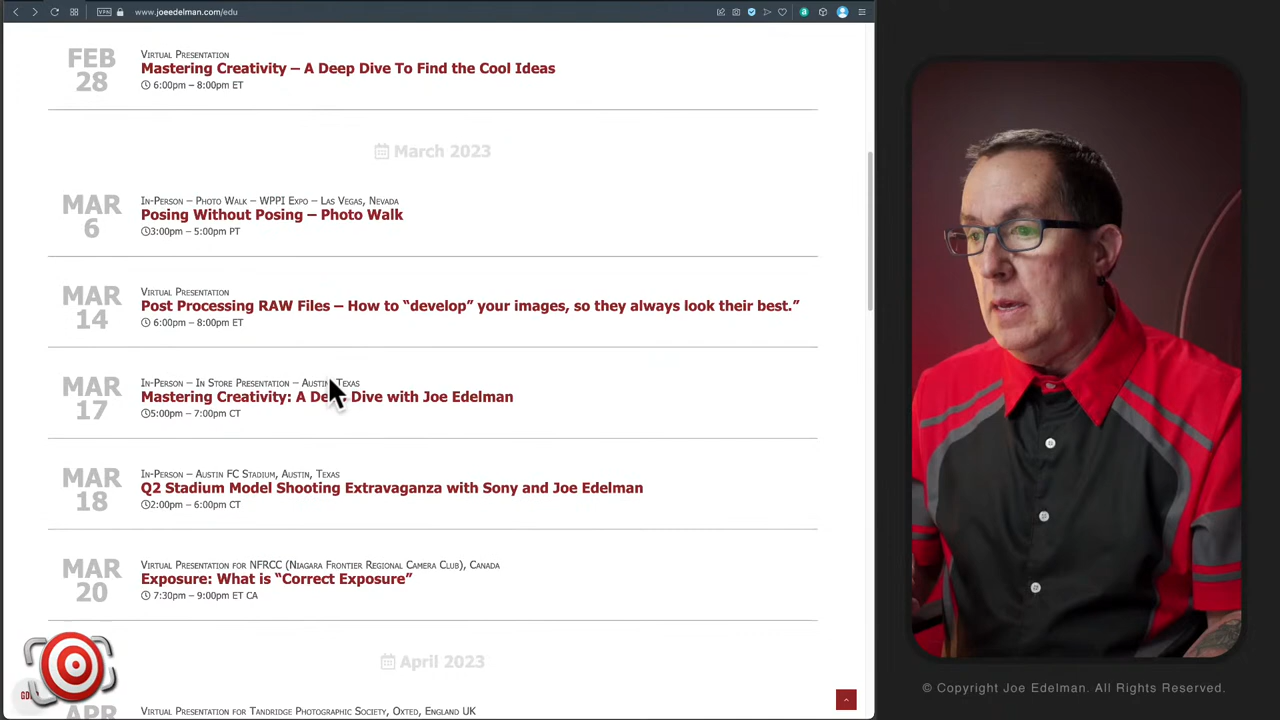 VPN
www.joeedelman.com/edu
FEB
28
Virtual Presentation
Mastering Creativity – A Deep Dive To Find the Cool Ideas
6:00pm – 8:00pm ET
March 2023
MAR
6
In-Person – Photo Walk – WPPI Expo – Las Vegas, Nevada
Posing Without Posing – Photo Walk
3:00pm – 5:00pm PT
MAR
14
Virtual Presentation
Post Processing RAW Files – How to “develop” your images, so they always look their best.”
6:00pm – 8:00pm ET
MAR
17
In-Person – In Store Presentation – Austin, Texas
Mastering Creativity: A Deep Dive with Joe Edelman
5:00pm – 7:00pm CT
MAR
18
In-Person – Austin FC Stadium, Austin, Texas
Q2 Stadium Model Shooting Extravaganza with Sony and Joe Edelman
2:00pm – 6:00pm CT
MAR
20
Virtual Presentation for NFRCC (Niagara Frontier Regional Camera Club), Canada
Exposure: What is “Correct Exposure”
7:30pm – 9:00pm ET CA
April 2023
APR
Virtual Presentation for Tandridge Photographic Society, Oxted, England UK
© Copyright Joe Edelman. All Rights Reserved.